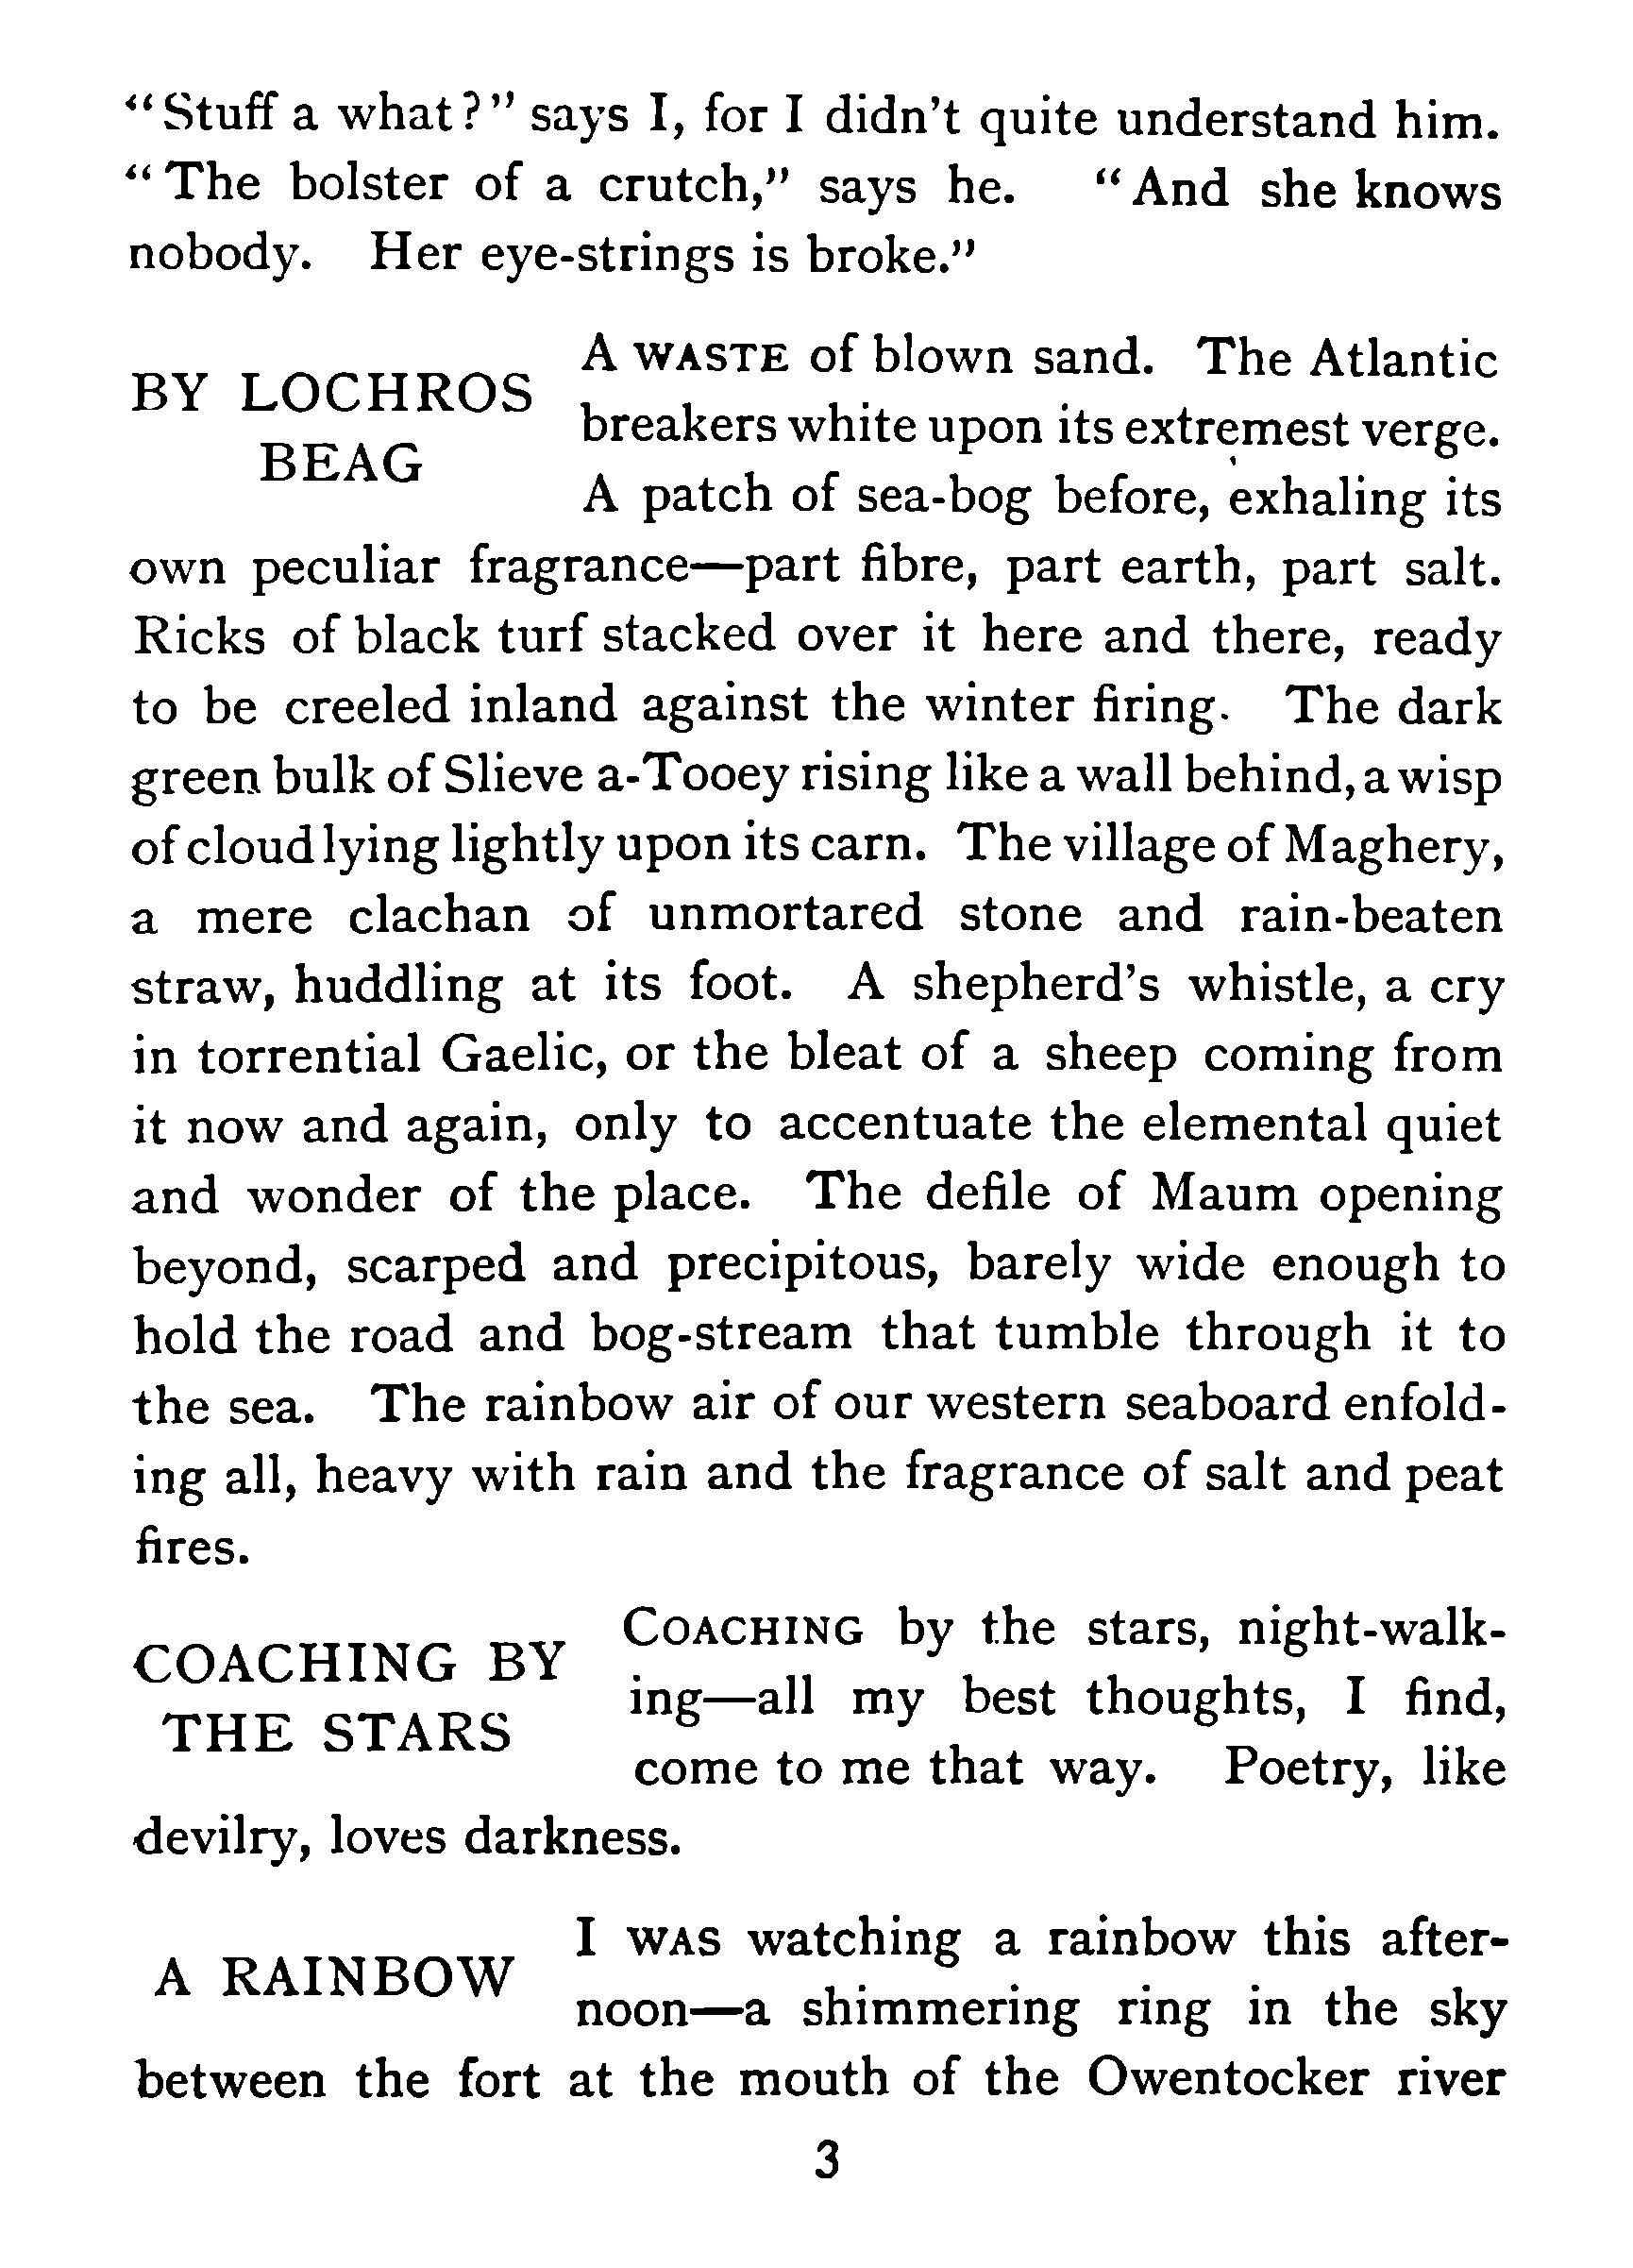 “Stuff a what?” says I, for I didn’t quite understand him.
“The bolster of a crutch,” says he. “And she knows
nobody. Her eye-strings is broke.”
BY LOCHROS
BEAG
A WASTE of blown sand. The Atlantic
breakers white upon its extremest verge.
A patch of sea-bog before, exhaling its
own peculiar fragrance—part fibre, part earth, part salt.
Ricks of black turf stacked over it here and there, ready
to be creeled inland against the winter firing. The dark
green bulk of Slieve a-Tooey rising like a wall behind, a wisp
of cloud lying lightly upon its carn. The village of Maghery,
a mere clachan of unmortared stone and rain-beaten
straw, huddling at its foot. A shepherd’s whistle, a cry
in torrential Gaelic, or the bleat of a sheep coming from
it now and again, only to accentuate the elemental quiet
and wonder of the place. The defile of Maum opening
beyond, scarped and precipitous, barely wide enough to
hold the road and bog-stream that tumble through it to
the sea. The rainbow air of our western seaboard enfold-
ing all, heavy with rain and the fragrance of salt and peat
fires.
COACHING BY
THE STARS
COACHING by the stars, night-walk-
ing—all my best thoughts, I find,
come to me that way. Poetry, like
devilry, loves darkness.
A RAINBOW
I WAS watching a rainbow this after-
noon—a shimmering ring in the sky
between the fort at the mouth of the Owentocker river
3